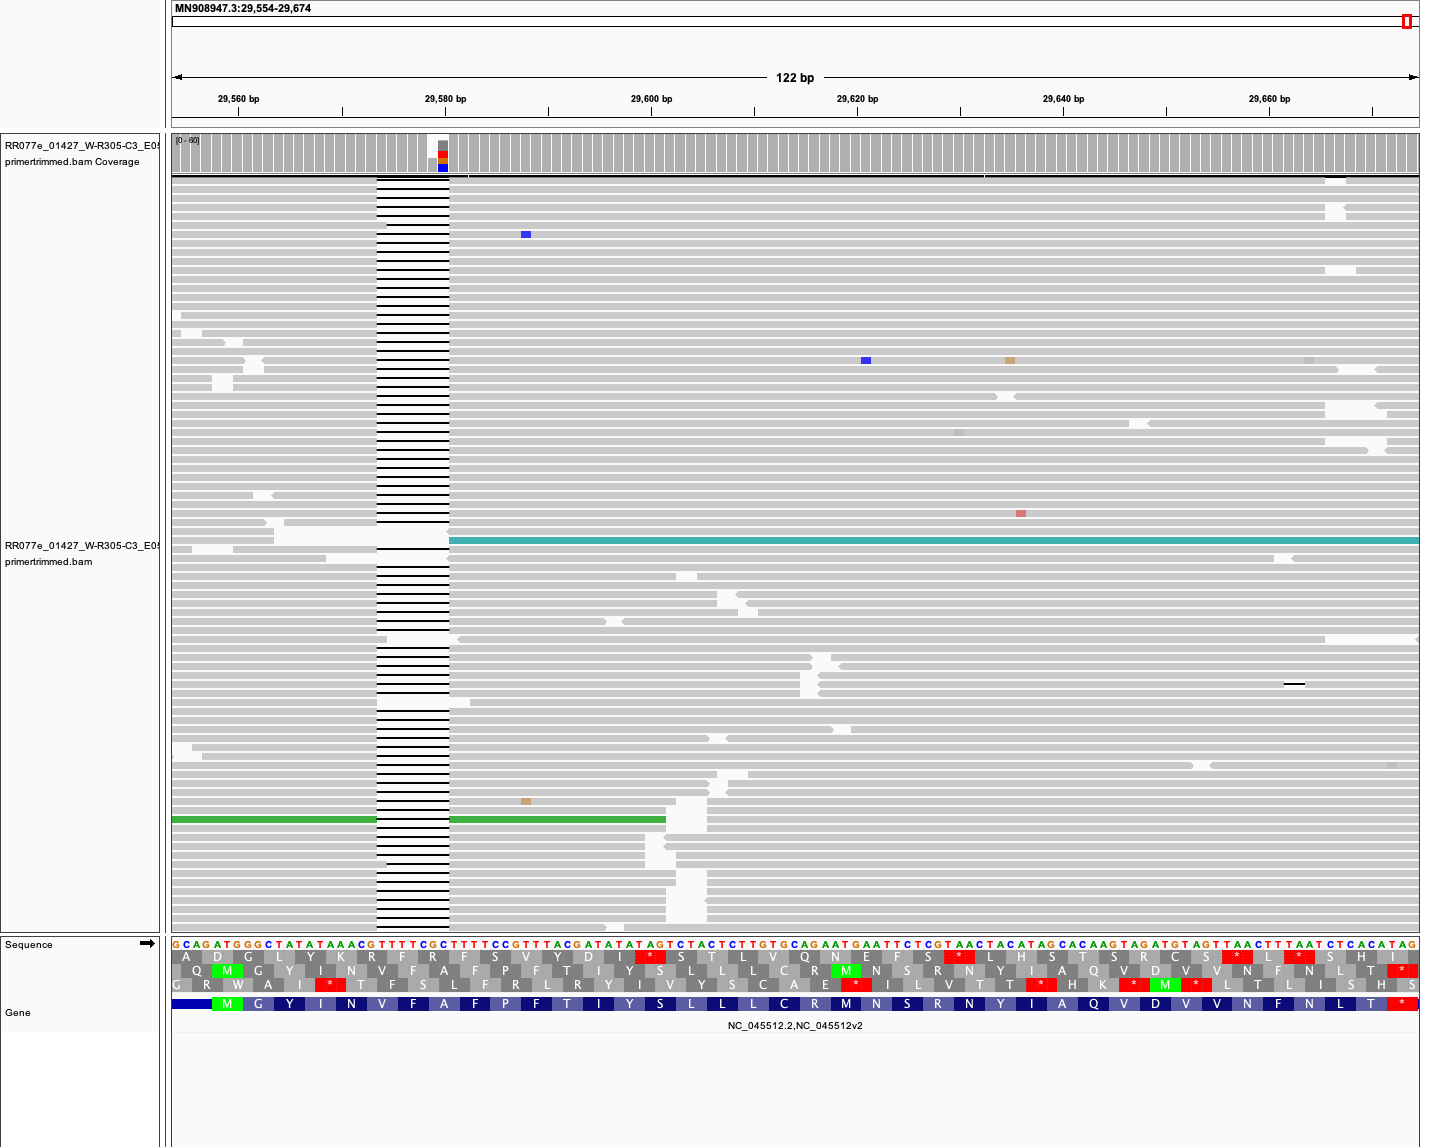 MN908947.3:29,554-29,674
122 bp
29,560 bp 29,580 bp 29,600 bp 29,620 bp 29,640 bp 29,660 bp
[0 - 60]
RR077e_01427_W-R305-C3_E05
primertrimmed.bam Coverage
RR077e_01427_W-R305-C3_E05
primertrimmed.bam
Sequence
GCAGATGGGCTATATAAACGTTTTCGCTTTTCCGTTTACGATATATAGTCTACTCTTGTGCAGAATGAATTCTCGTAACTACATAGCACAAGTAGATGTAGTTAACTTTAATCTCACATAG
A D G L Y K R F R F S V Y D I * S T L V Q N E F S * L H S T S R C S * L * S H I
Q M G Y I N V F A F P F T I Y S L L L C R M N S R N Y I A Q V D V V N F N L T *
G R W A I * T F S L F R L R Y I V Y S C A E * I L V T T * H K * M * L T L I S H S
Gene
M G Y I N V F A F P F T I Y S L L L C R M N S R N Y I A Q V D V V N F N L T *
NC_045512.2,NC_045512v2